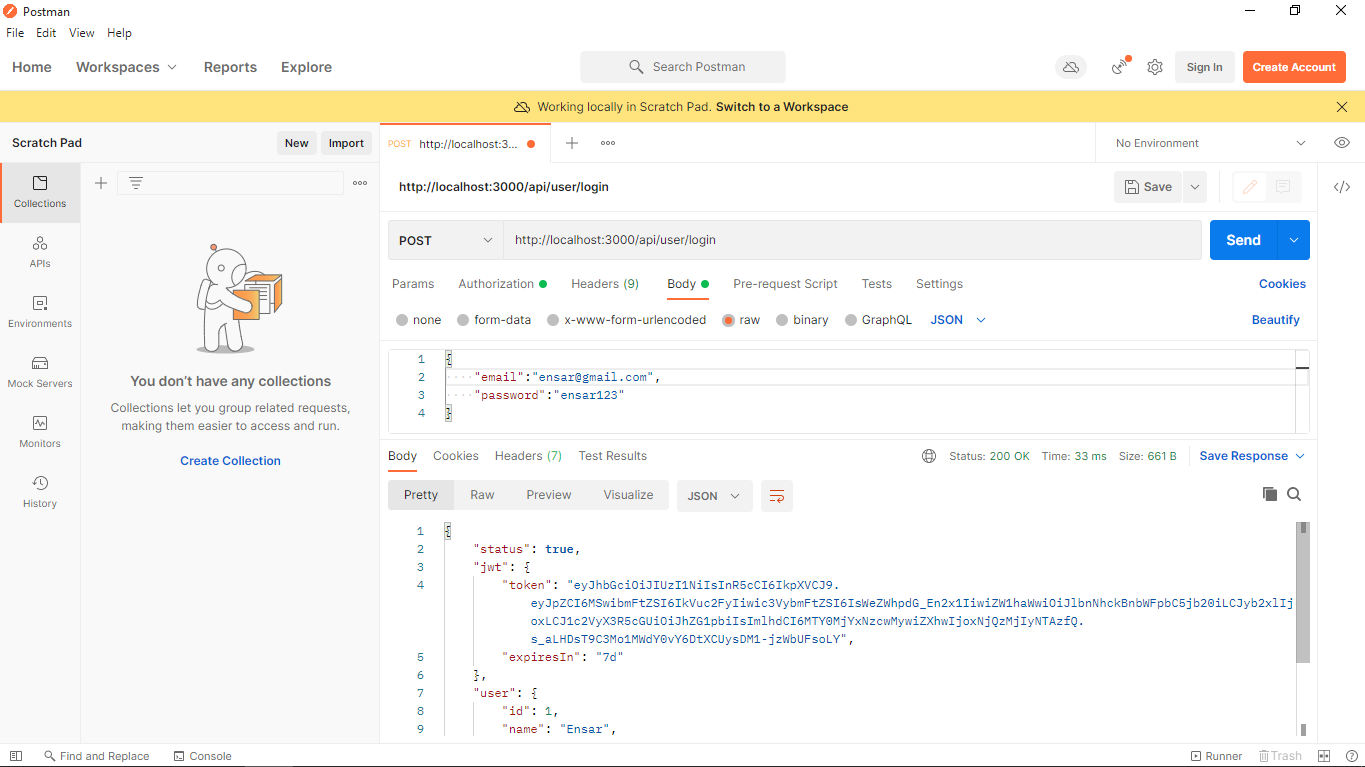 Postman
File Edit View Help
Home Workspaces Reports Explore
Search Postman
Sign In
Create Account
Working locally in Scratch Pad. Switch to a Workspace
Scratch Pad
New
Import
POST http://localhost:3...
No Environment
Collections
APIs
Environments
Mock Servers
Monitors
History
You don't have any collections
Collections let you group related requests,
making them easier to access and run.
Create Collection
http://localhost:3000/api/user/login
Save
POST
http://localhost:3000/api/user/login
Send
Params Authorization Headers (9) Body Pre-request Script Tests Settings Cookies
none form-data x-www-form-urlencoded raw binary GraphQL JSON Beautify
1 {
2 "email":"ensar@gmail.com",
3 "password":"ensar123"
4 }
Body Cookies Headers (7) Test Results Status: 200 OK Time: 33 ms Size: 661 B Save Response
Pretty Raw Preview Visualize JSON
1 {
2 "status": true,
3 "jwt": {
4 "token": "eyJhbGciOiJIUzI1NiIsInR5cCI6IkpXVCJ9.
eyJpZCI6MSwibmFtZSI6IkVuc2FyIiwic3VybmFtZSI6IsWeZWhpdG_En2x1IiwiZW1haWwiOiJlbnNhckBnbWFpbC5jb20iLCJyb2xlIj
oxLCJ1c2VyX3R5cGUiOiJhZG1pbiIsImlhdCI6MTY0MjYxNzcwMywiZXhwIjoxNjQzMjIyNTAzfQ.
s_aLHDsT9C3Mo1MWdY0vY6DtXCUysDM1-jzWbUFsoLY",
5 "expiresIn": "7d"
6 },
7 "user": {
8 "id": 1,
9 "name": "Ensar",
Find and Replace Console Runner Trash